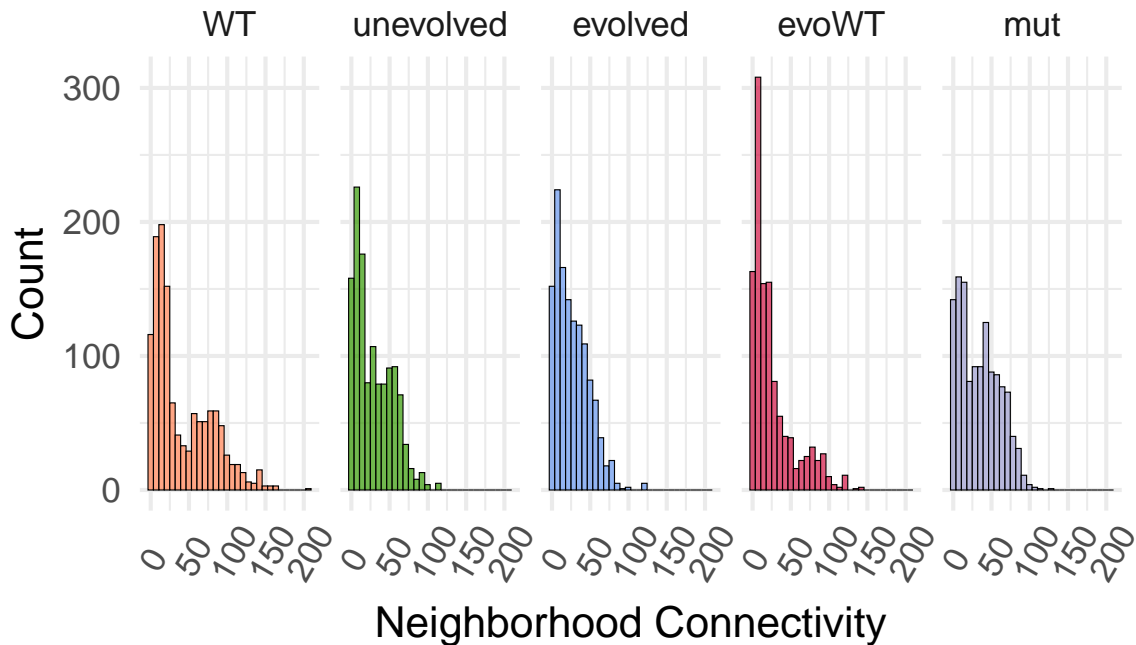 WT unevolved evolved evoWT mut
300
200
100
0
Count
0 50 100 150 200 0 50 100 150 200 0 50 100 150 200 0 50 100 150 200 0 50 100 150 200
Neighborhood Connectivity